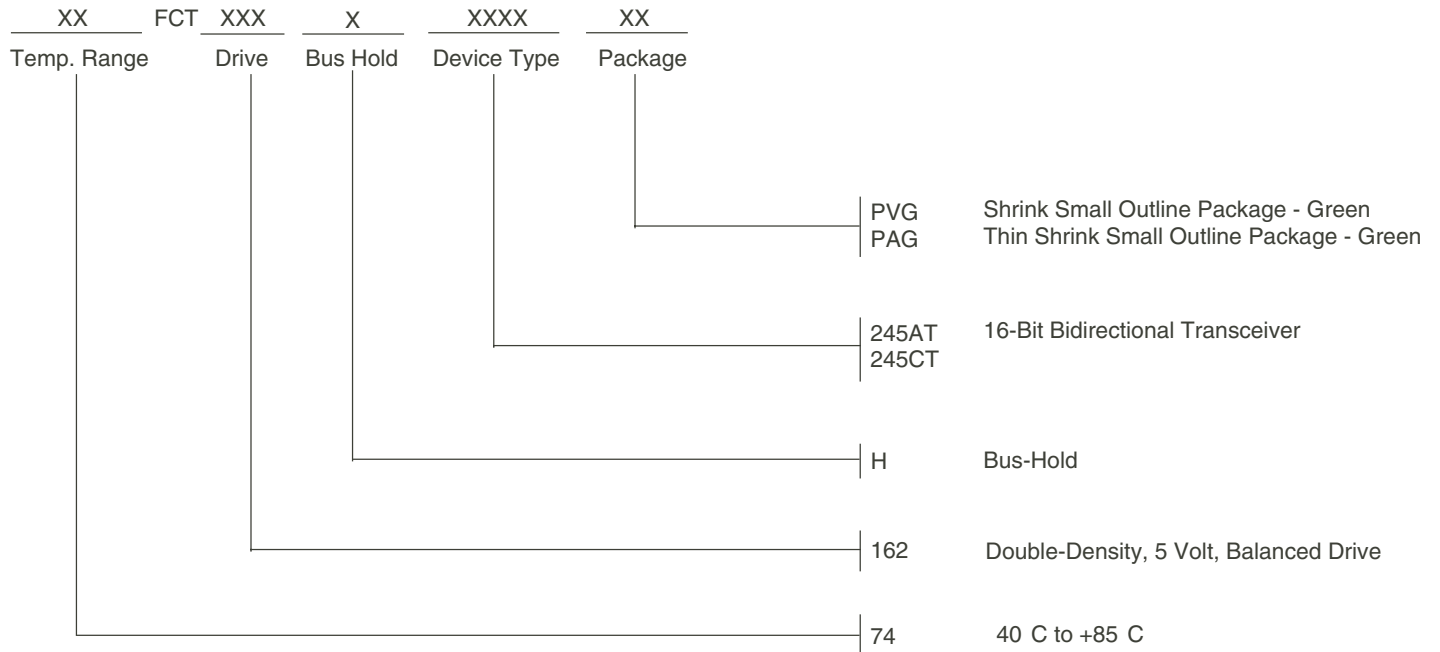 XX FCT XXX X XXXX XX
Temp. Range Drive Bus Hold Device Type Package
PVG Shrink Small Outline Package - Green
PAG Thin Shrink Small Outline Package - Green
245AT 16-Bit Bidirectional Transceiver
245CT
H Bus-Hold
162 Double-Density, 5 Volt, Balanced Drive
74 40 C to +85 C